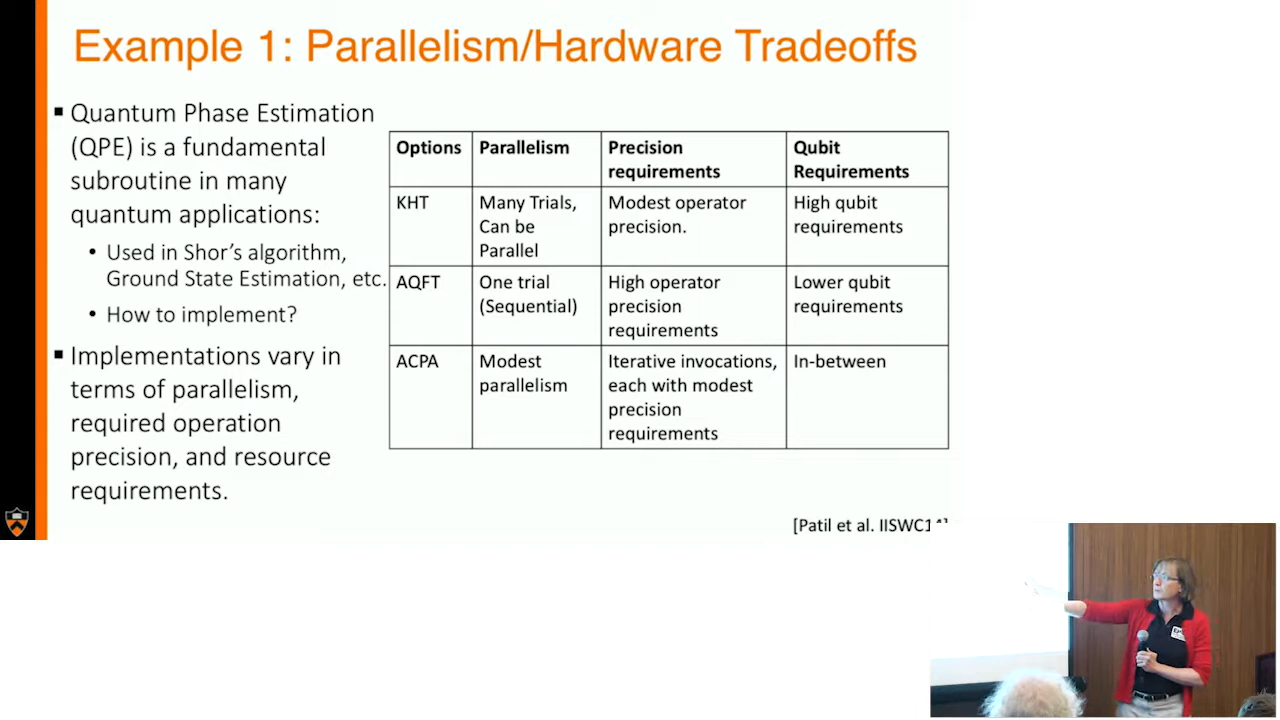 Example 1: Parallelism/Hardware Tradeoffs
▪ Quantum Phase Estimation
(QPE) is a fundamental
subroutine in many
quantum applications:
• Used in Shor's algorithm,
Ground State Estimation, etc.
• How to implement?
▪ Implementations vary in
terms of parallelism,
required operation
precision, and resource
requirements.
Options Parallelism Precision requirements Qubit Requirements
KHT Many Trials, Can be Parallel Modest operator precision. High qubit requirements
AQFT One trial (Sequential) High operator precision requirements Lower qubit requirements
ACPA Modest parallelism Iterative invocations, each with modest precision requirements In-between
[Patil et al. IISWC14]